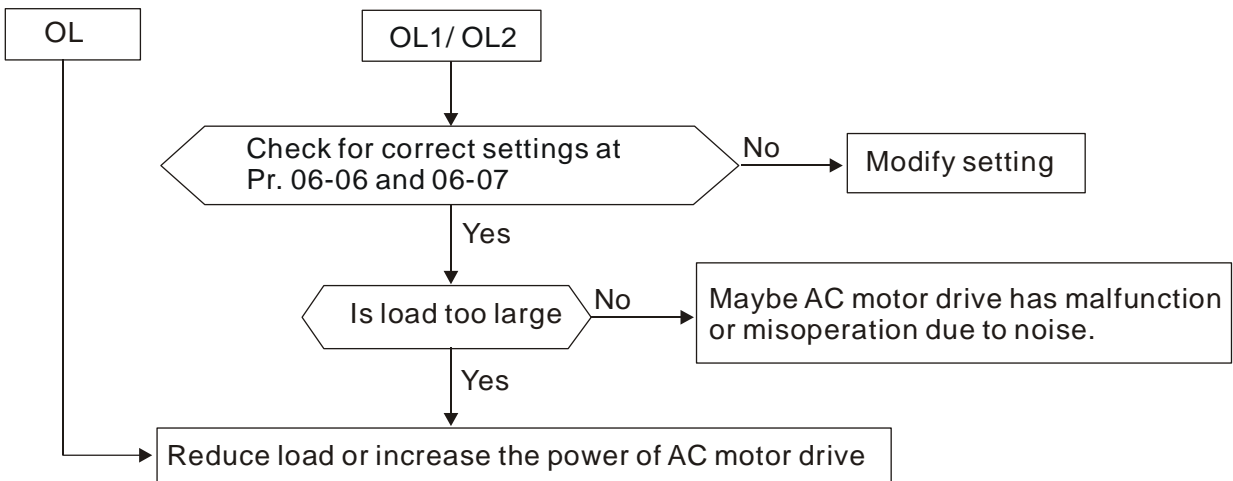 OL
OL1/ OL2
Check for correct settings at
Pr. 06-06 and 06-07
No
Modify setting
Yes
Is load too large
No
Maybe AC motor drive has malfunction
or misoperation due to noise.
Yes
Reduce load or increase the power of AC motor drive